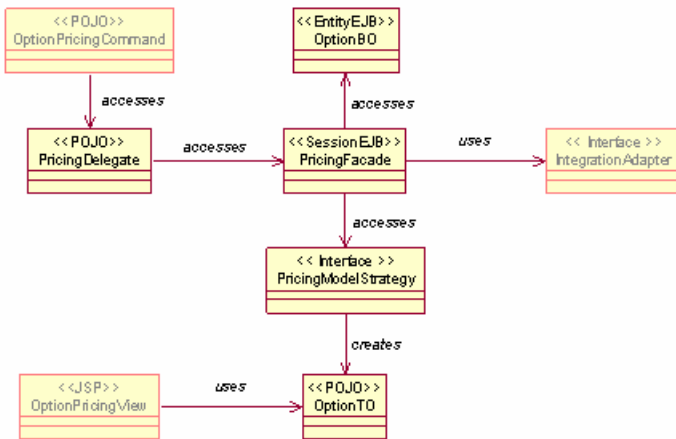 <<POJO>>
OptionPricingCommand
<<EntityEJB>>
OptionBO
accesses
accesses
<<POJO>>
PricingDelegate
accesses
<<SessionEJB>>
PricingFacade
uses
<< Interface >>
IntegrationAdapter
accesses
<< Interface >>
PricingModelStrategy
creates
<<JSP>>
OptionPricingView
uses
<<POJO>>
OptionTO